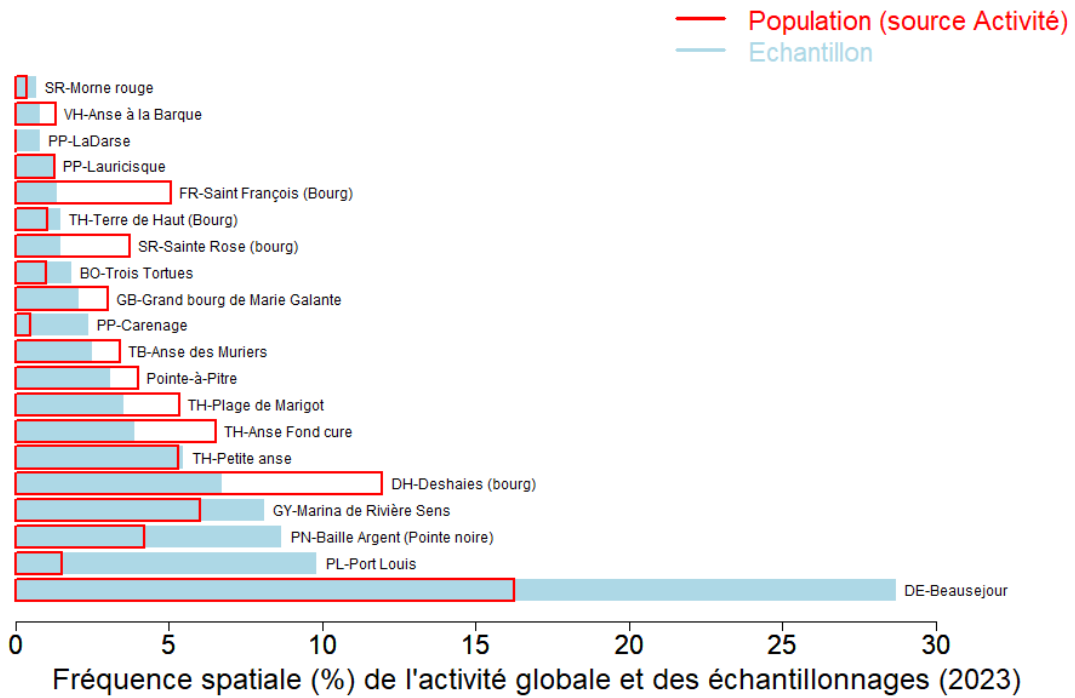 Population (source Activité)
Echantillon
SR-Morne rouge
VH-Anse à la Barque
PP-LaDarse
PP-Lauricisque
FR-Saint François (Bourg)
TH-Terre de Haut (Bourg)
SR-Sainte Rose (bourg)
BO-Trois Tortues
GB-Grand bourg de Marie Galante
PP-Carenage
TB-Anse des Muriers
Pointe-à-Pitre
TH-Plage de Marigot
TH-Anse Fond cure
TH-Petite anse
DH-Deshaies (bourg)
GY-Marina de Rivière Sens
PN-Baille Argent (Pointe noire)
PL-Port Louis
DE-Beausejour
0 5 10 15 20 25 30
Fréquence spatiale (%) de l'activité globale et des échantillonnages (2023)